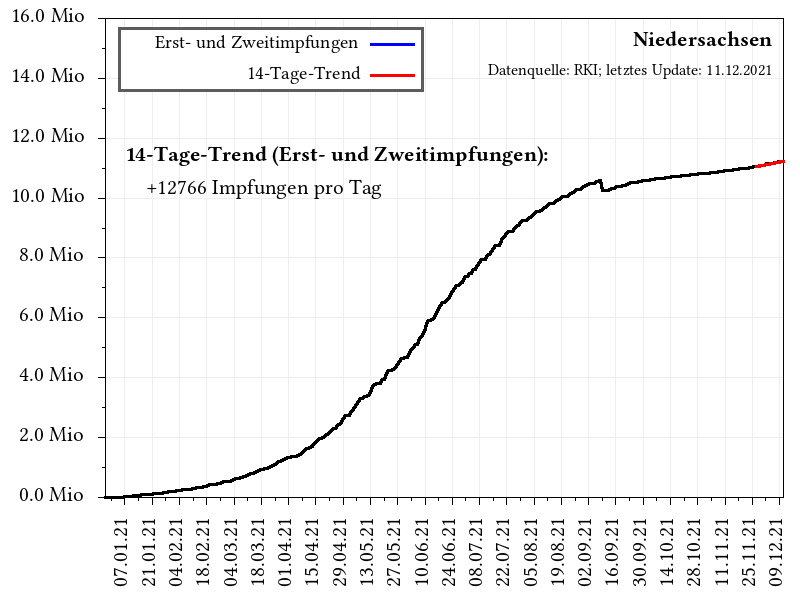 16.0 Mio
14.0 Mio
12.0 Mio
10.0 Mio
8.0 Mio
6.0 Mio
4.0 Mio
2.0 Mio
0.0 Mio
Erst- und Zweitimpfungen
14-Tage-Trend
Niedersachsen
Datenquelle: RKI; letztes Update: 11.12.2021
14-Tage-Trend (Erst- und Zweitimpfungen):
+12766 Impfungen pro Tag
07.01.21
21.01.21
04.02.21
18.02.21
04.03.21
18.03.21
01.04.21
15.04.21
29.04.21
13.05.21
27.05.21
10.06.21
24.06.21
08.07.21
22.07.21
05.08.21
19.08.21
02.09.21
16.09.21
30.09.21
14.10.21
28.10.21
11.11.21
25.11.21
09.12.21